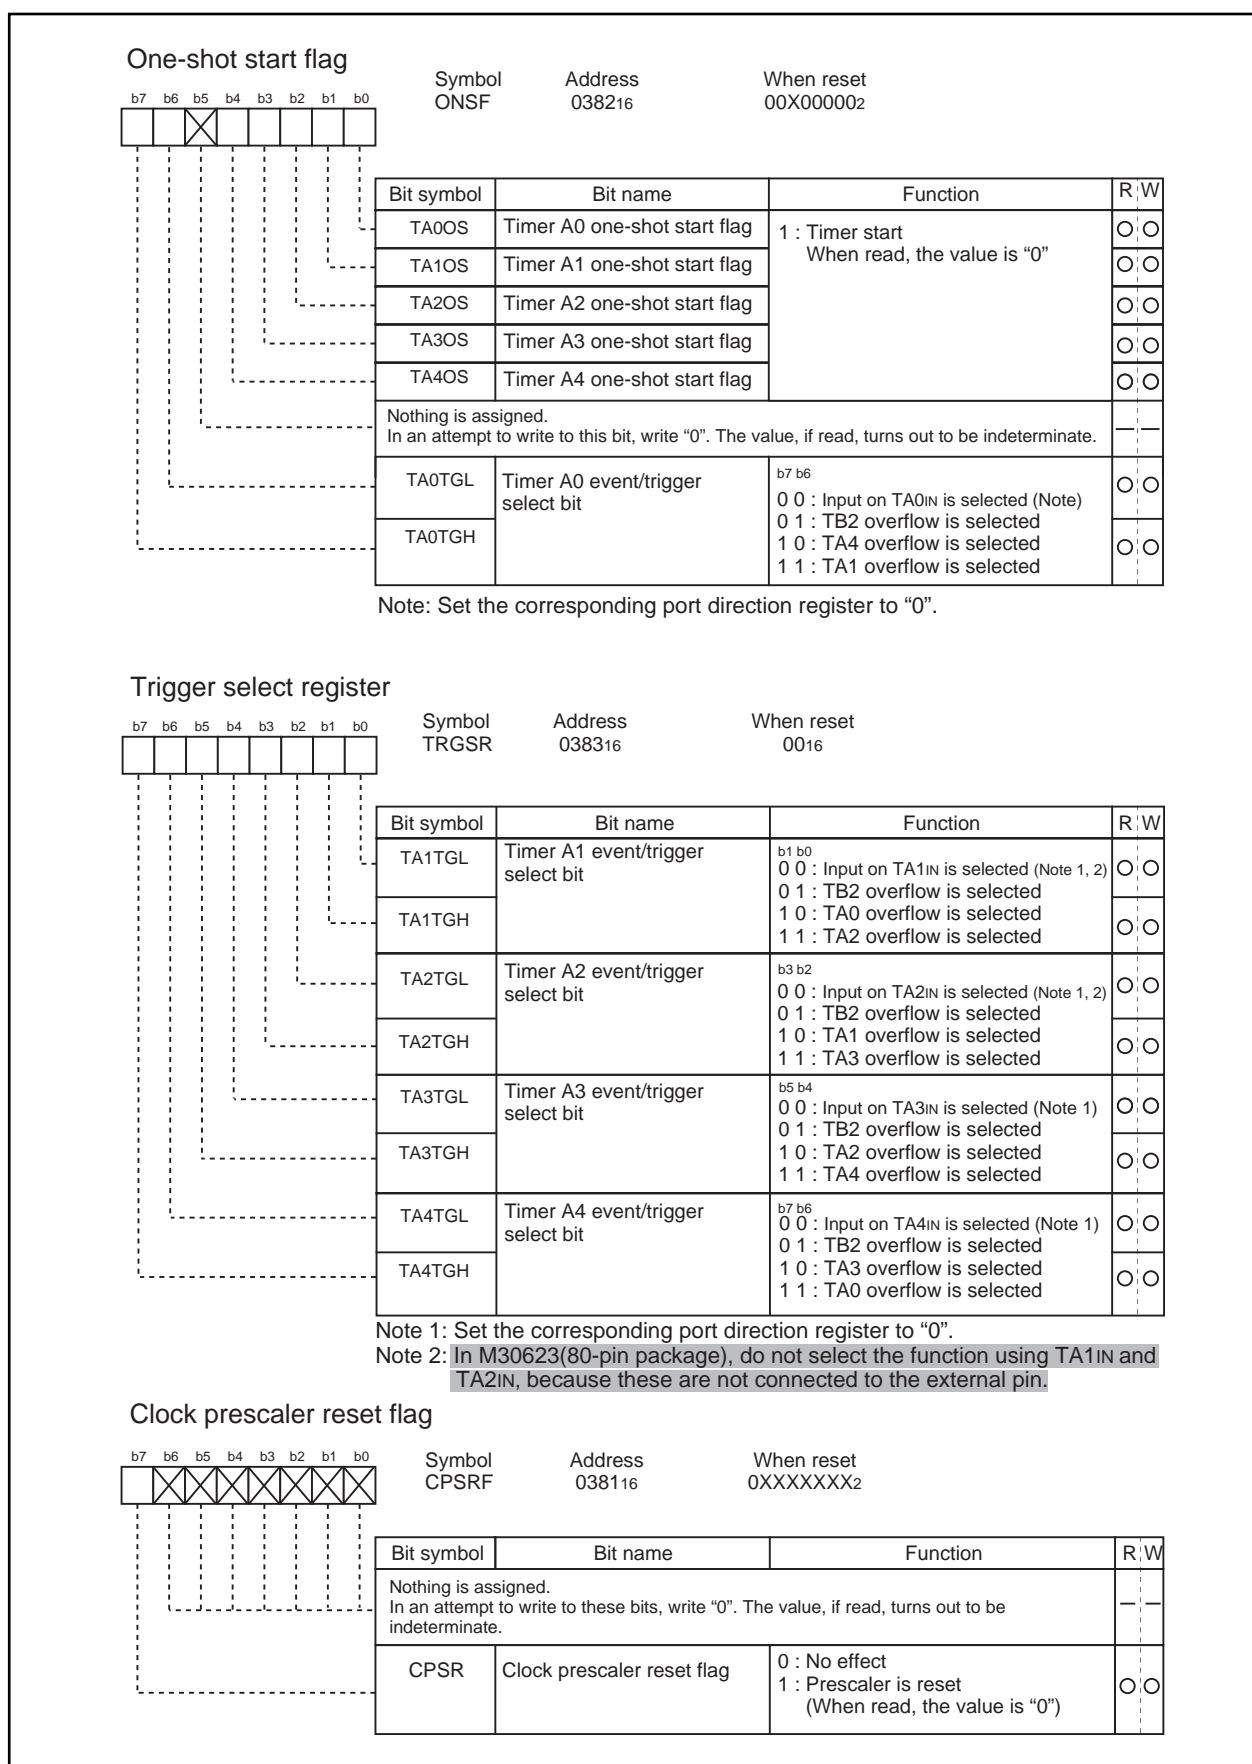 One-shot start flag
Symbol Address When reset
ONSF 038216 00X000002
b7 b6 b5 b4 b3 b2 b1 b0
Bit symbol Bit name Function R W
TA0OS Timer A0 one-shot start flag 1 : Timer start
When read, the value is “0”
TA1OS Timer A1 one-shot start flag
TA2OS Timer A2 one-shot start flag
TA3OS Timer A3 one-shot start flag
TA4OS Timer A4 one-shot start flag
Nothing is assigned.
In an attempt to write to this bit, write “0”. The value, if read, turns out to be indeterminate.
TA0TGL Timer A0 event/trigger
select bit
TA0TGH
b7 b6
0 0 : Input on TA0IN is selected (Note)
0 1 : TB2 overflow is selected
1 0 : TA4 overflow is selected
1 1 : TA1 overflow is selected
Note: Set the corresponding port direction register to “0”.
Trigger select register
Symbol Address When reset
TRGSR 038316 0016
b7 b6 b5 b4 b3 b2 b1 b0
Bit symbol Bit name Function R W
TA1TGL Timer A1 event/trigger
select bit
TA1TGH
b1 b0
0 0 : Input on TA1IN is selected (Note 1, 2)
0 1 : TB2 overflow is selected
1 0 : TA0 overflow is selected
1 1 : TA2 overflow is selected
TA2TGL Timer A2 event/trigger
select bit
TA2TGH
b3 b2
0 0 : Input on TA2IN is selected (Note 1, 2)
0 1 : TB2 overflow is selected
1 0 : TA1 overflow is selected
1 1 : TA3 overflow is selected
TA3TGL Timer A3 event/trigger
select bit
TA3TGH
b5 b4
0 0 : Input on TA3IN is selected (Note 1)
0 1 : TB2 overflow is selected
1 0 : TA2 overflow is selected
1 1 : TA4 overflow is selected
TA4TGL Timer A4 event/trigger
select bit
TA4TGH
b7 b6
0 0 : Input on TA4IN is selected (Note 1)
0 1 : TB2 overflow is selected
1 0 : TA3 overflow is selected
1 1 : TA0 overflow is selected
Note 1: Set the corresponding port direction register to “0”.
Note 2: In M30623(80-pin package), do not select the function using TA1IN and
TA2IN, because these are not connected to the external pin.
Clock prescaler reset flag
Symbol Address When reset
CPSRF 038116 0XXXXXXX2
b7 b6 b5 b4 b3 b2 b1 b0
Bit symbol Bit name Function R W
Nothing is assigned.
In an attempt to write to these bits, write “0”. The value, if read, turns out to be
indeterminate.
CPSR Clock prescaler reset flag 0 : No effect
1 : Prescaler is reset
(When read, the value is “0”)